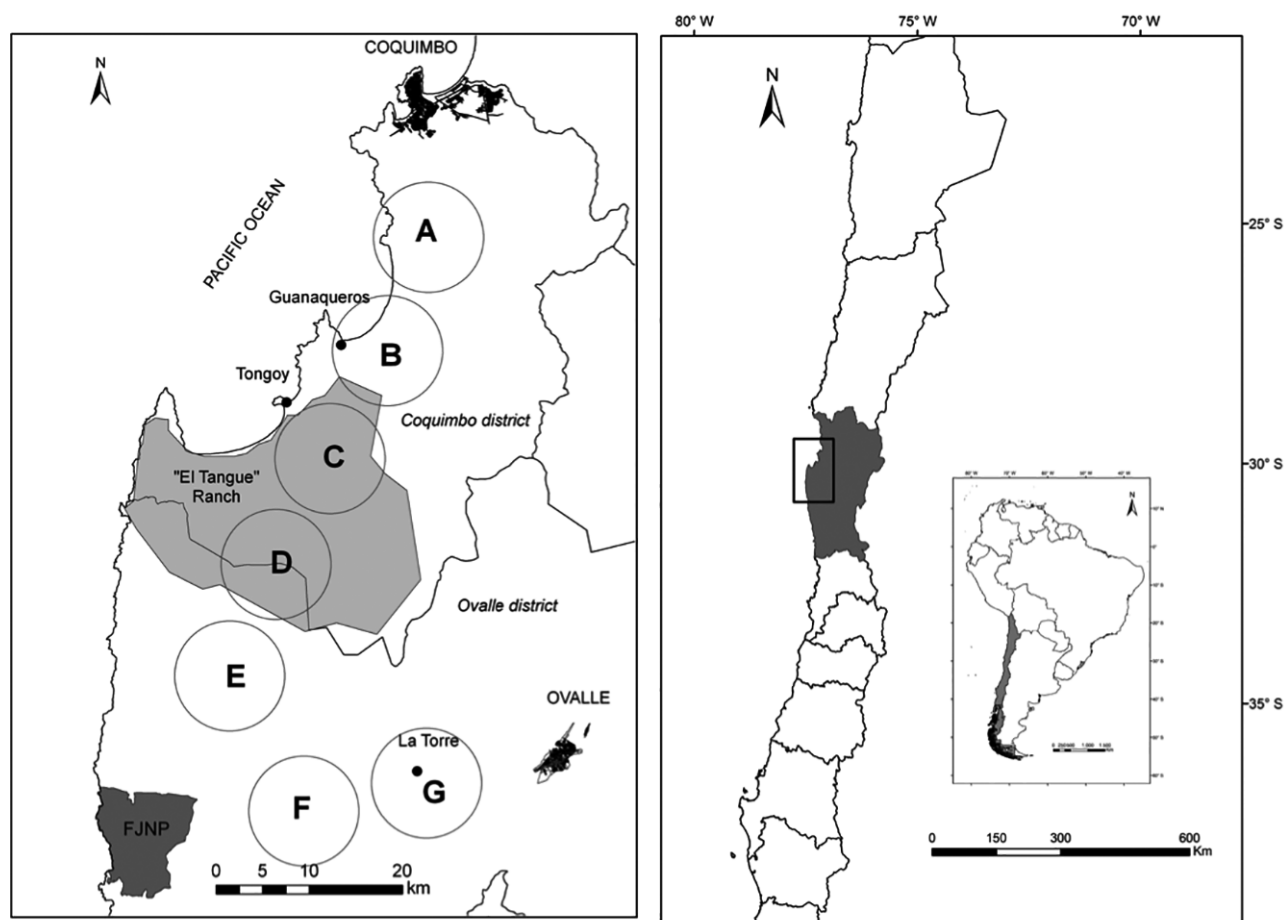 COQUIMBO
N
A
PACIFIC OCEAN
Guanaqueros
B
Tongoy
Coquimbo district
C
"El Tangue"
Ranch
D
Ovalle district
E
OVALLE
La Torre
G
F
FJNP
0 5 10 20
km
80° W 75° W 70° W
N
25° S
30° S
35° S
N
0 150 300 600
Km